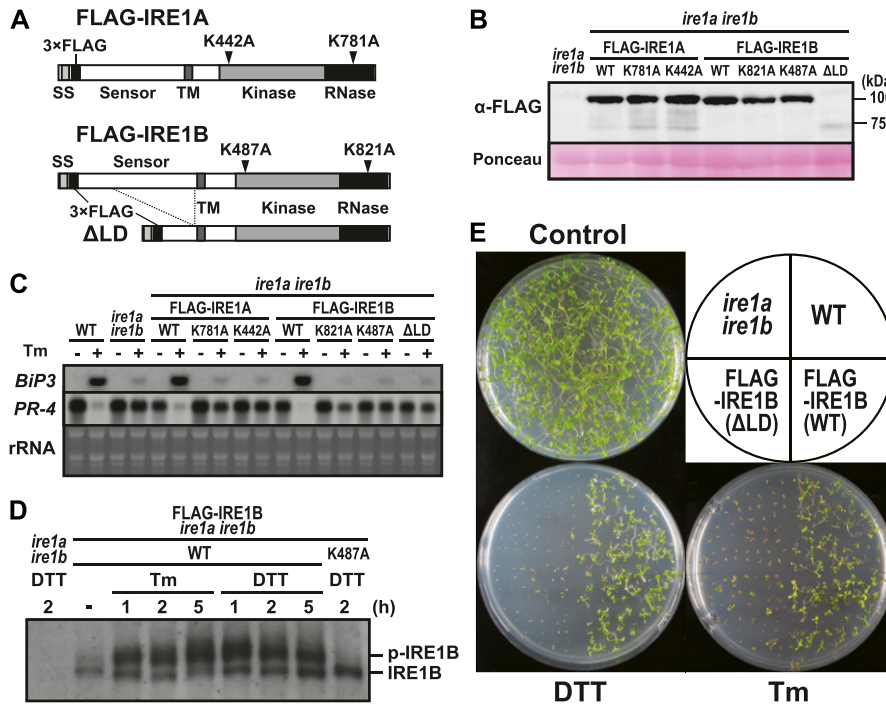 A
FLAG-IRE1A
3×FLAG
K442A
K781A
SS Sensor TM Kinase RNase
FLAG-IRE1B
SS Sensor
K487A
K821A
3×FLAG
TM Kinase RNase
ΔLD
B
ire1a ire1b
ire1a
ire1b
FLAG-IRE1A FLAG-IRE1B
WT K781A K442A WT K821A K487A ΔLD
(kDa
α-FLAG
100
75
Ponceau
C
ire1a ire1b
ire1a
ire1b
FLAG-IRE1A FLAG-IRE1B
WT WT K781A K442A WT K821A K487A ΔLD
Tm - + - + - + - + - + - + - + - + - +
BiP3
PR-4
rRNA
D
FLAG-IRE1B
ire1a ire1b
ire1a
ire1b
WT K487A
DTT Tm DTT DTT
2 - 1 2 5 1 2 5 2 (h)
p-IRE1B
IRE1B
E
Control
ire1a
ire1b
WT
FLAG
-IRE1B
(ΔLD)
FLAG
-IRE1B
(WT)
DTT Tm